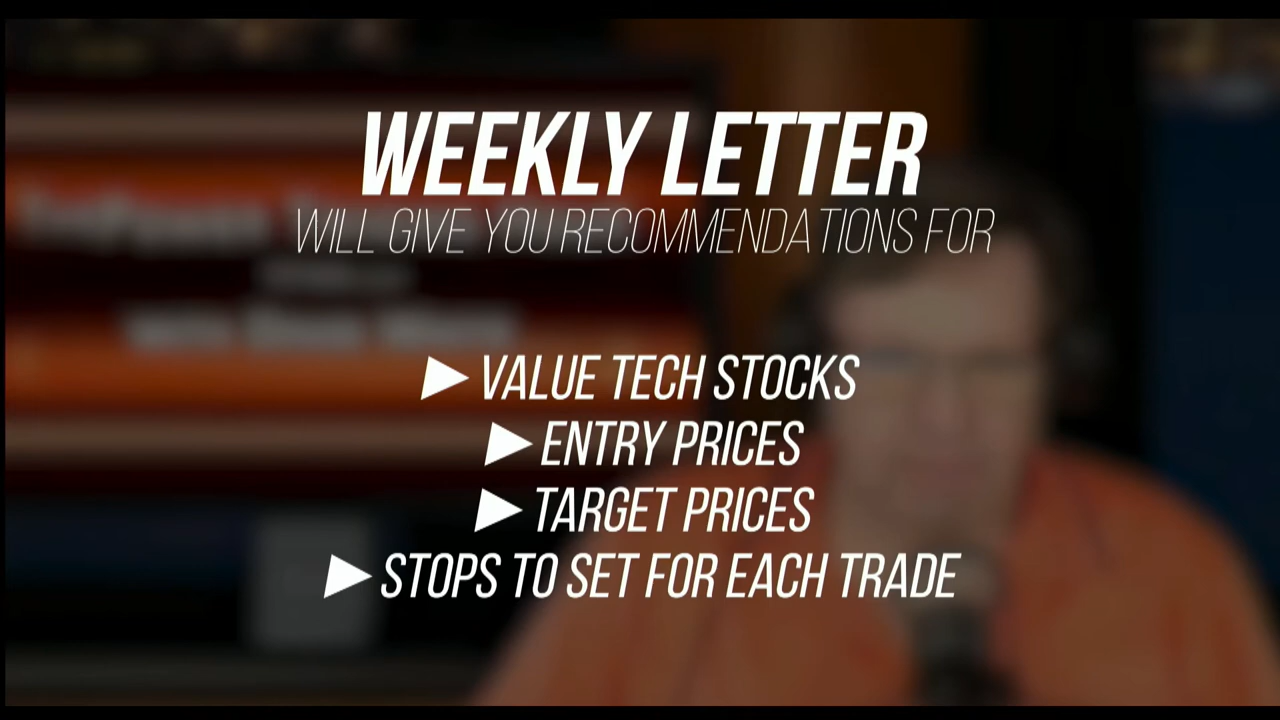 WEEKLY LETTER
WILL GIVE YOU RECOMMENDATIONS FOR
► VALUE TECH STOCKS
► ENTRY PRICES
► TARGET PRICES
► STOPS TO SET FOR EACH TRADE